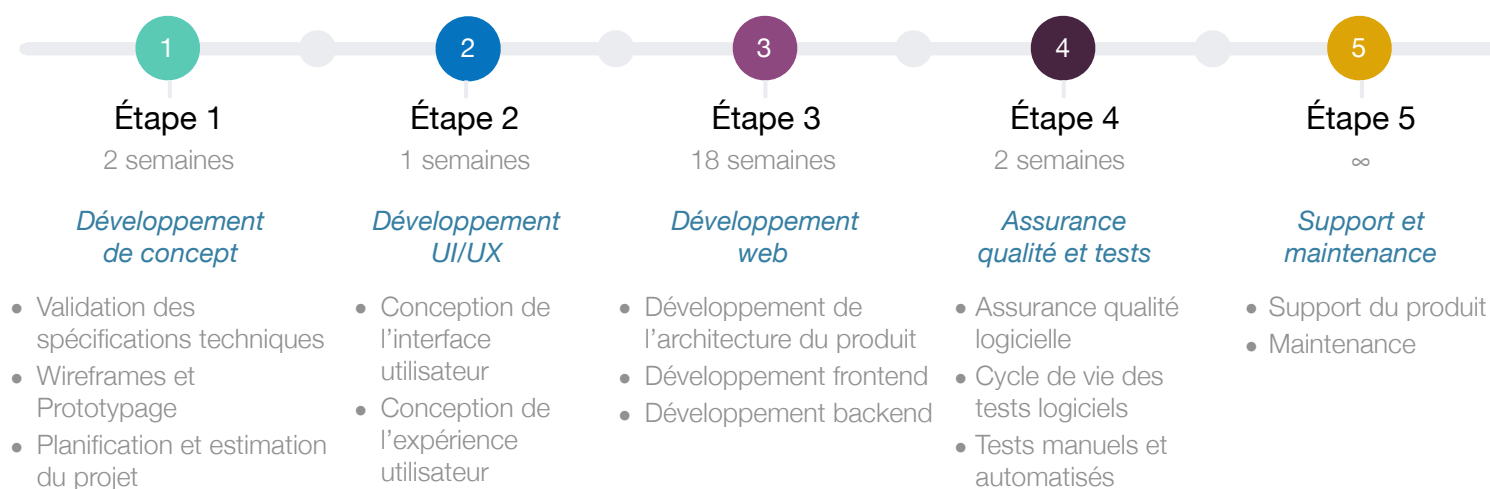 1
2
3
4
5
Étape 1
2 semaines
Développement
de concept
• Validation des
spécifications techniques
• Wireframes et
Prototypage
• Planification et estimation
du projet
Étape 2
1 semaines
Développement
UI/UX
• Conception de
l’interface
utilisateur
• Conception de
l’expérience
utilisateur
Étape 3
18 semaines
Développement
web
• Développement de
l’architecture du produit
• Développement frontend
• Développement backend
Étape 4
2 semaines
Assurance
qualité et tests
• Assurance qualité
logicielle
• Cycle de vie des
tests logiciels
• Tests manuels et
automatisés
Étape 5
∞
Support et
maintenance
• Support du produit
• Maintenance